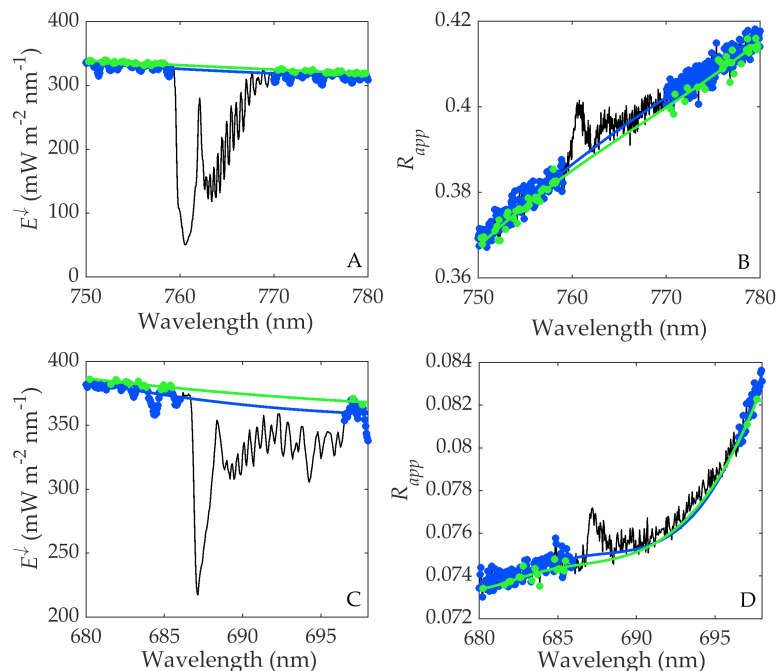 400
300
200
100
0
E↓ (mW m⁻² nm⁻¹)
A
750 760 770 780
Wavelength (nm)
0.42
0.4
0.38
0.36
R_app
B
750 760 770 780
Wavelength (nm)
400
350
300
250
200
E↓ (mW m⁻² nm⁻¹)
C
680 685 690 695
Wavelength (nm)
0.084
0.082
0.08
0.078
0.076
0.074
0.072
R_app
D
680 685 690 695
Wavelengh (nm)